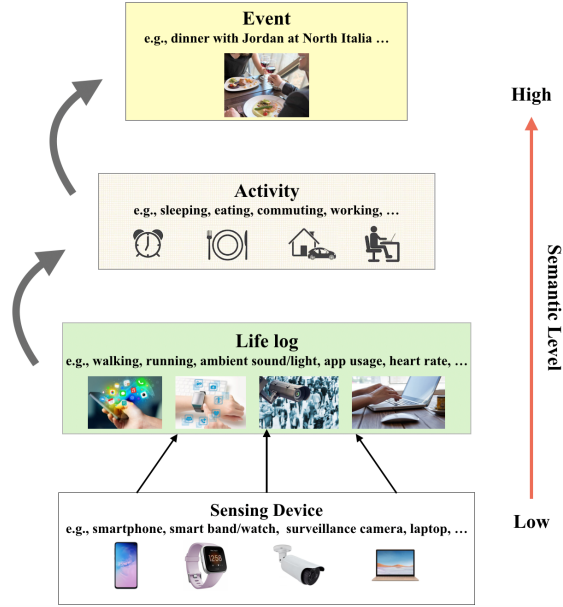 Event
e.g., dinner with Jordan at North Italia …
High
Activity
e.g., sleeping, eating, commuting, working, …
Semantic Level
Life log
e.g., walking, running, ambient sound/light, app usage, heart rate, …
Sensing Device
e.g., smartphone, smart band/watch, surveillance camera, laptop, …
Low